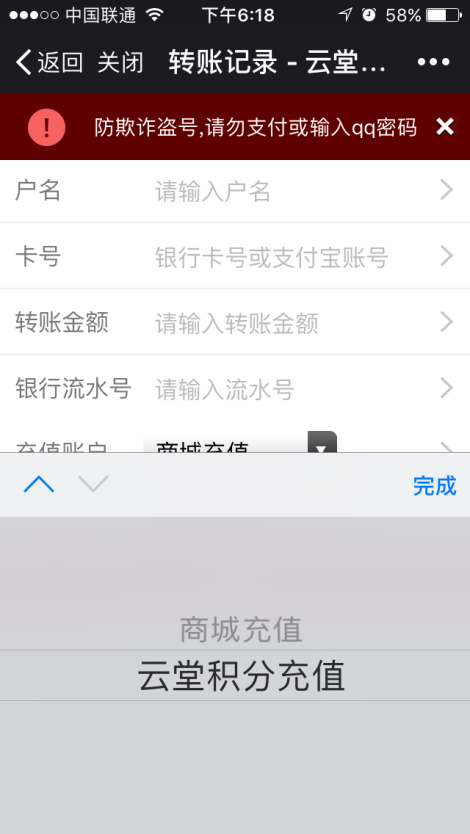 中国联通 下午6:18 58%
返回 关闭 转账记录 - 云堂...
防欺诈盗号,请勿支付或输入qq密码
户名 请输入户名
卡号 银行卡号或支付宝账号
转账金额 请输入转账金额
银行流水号 请输入流水号
充值账户 商城充值
完成
商城充值
云堂积分充值